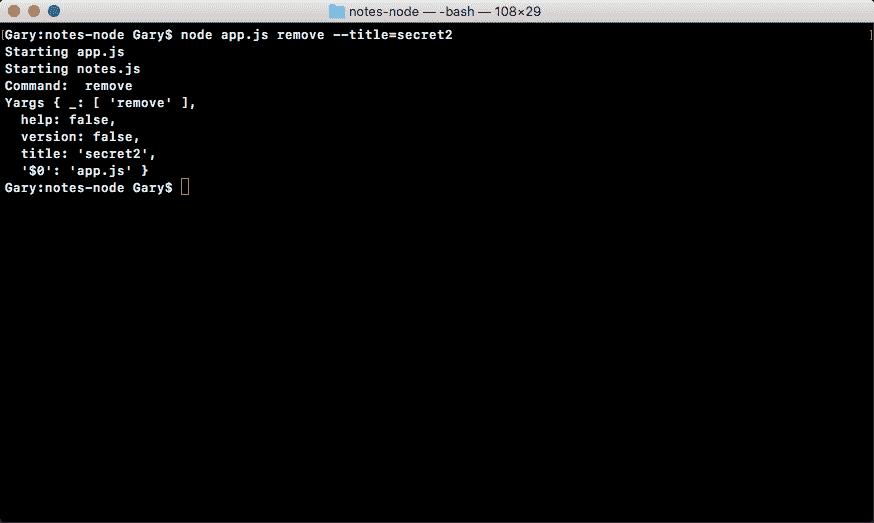 notes-node — -bash — 108×29
[Gary:notes-node Gary$ node app.js remove --title=secret2 ]
Starting app.js
Starting notes.js
Command:  remove
Yargs { _: [ 'remove' ],
  help: false,
  version: false,
  title: 'secret2',
  '$0': 'app.js' }
Gary:notes-node Gary$